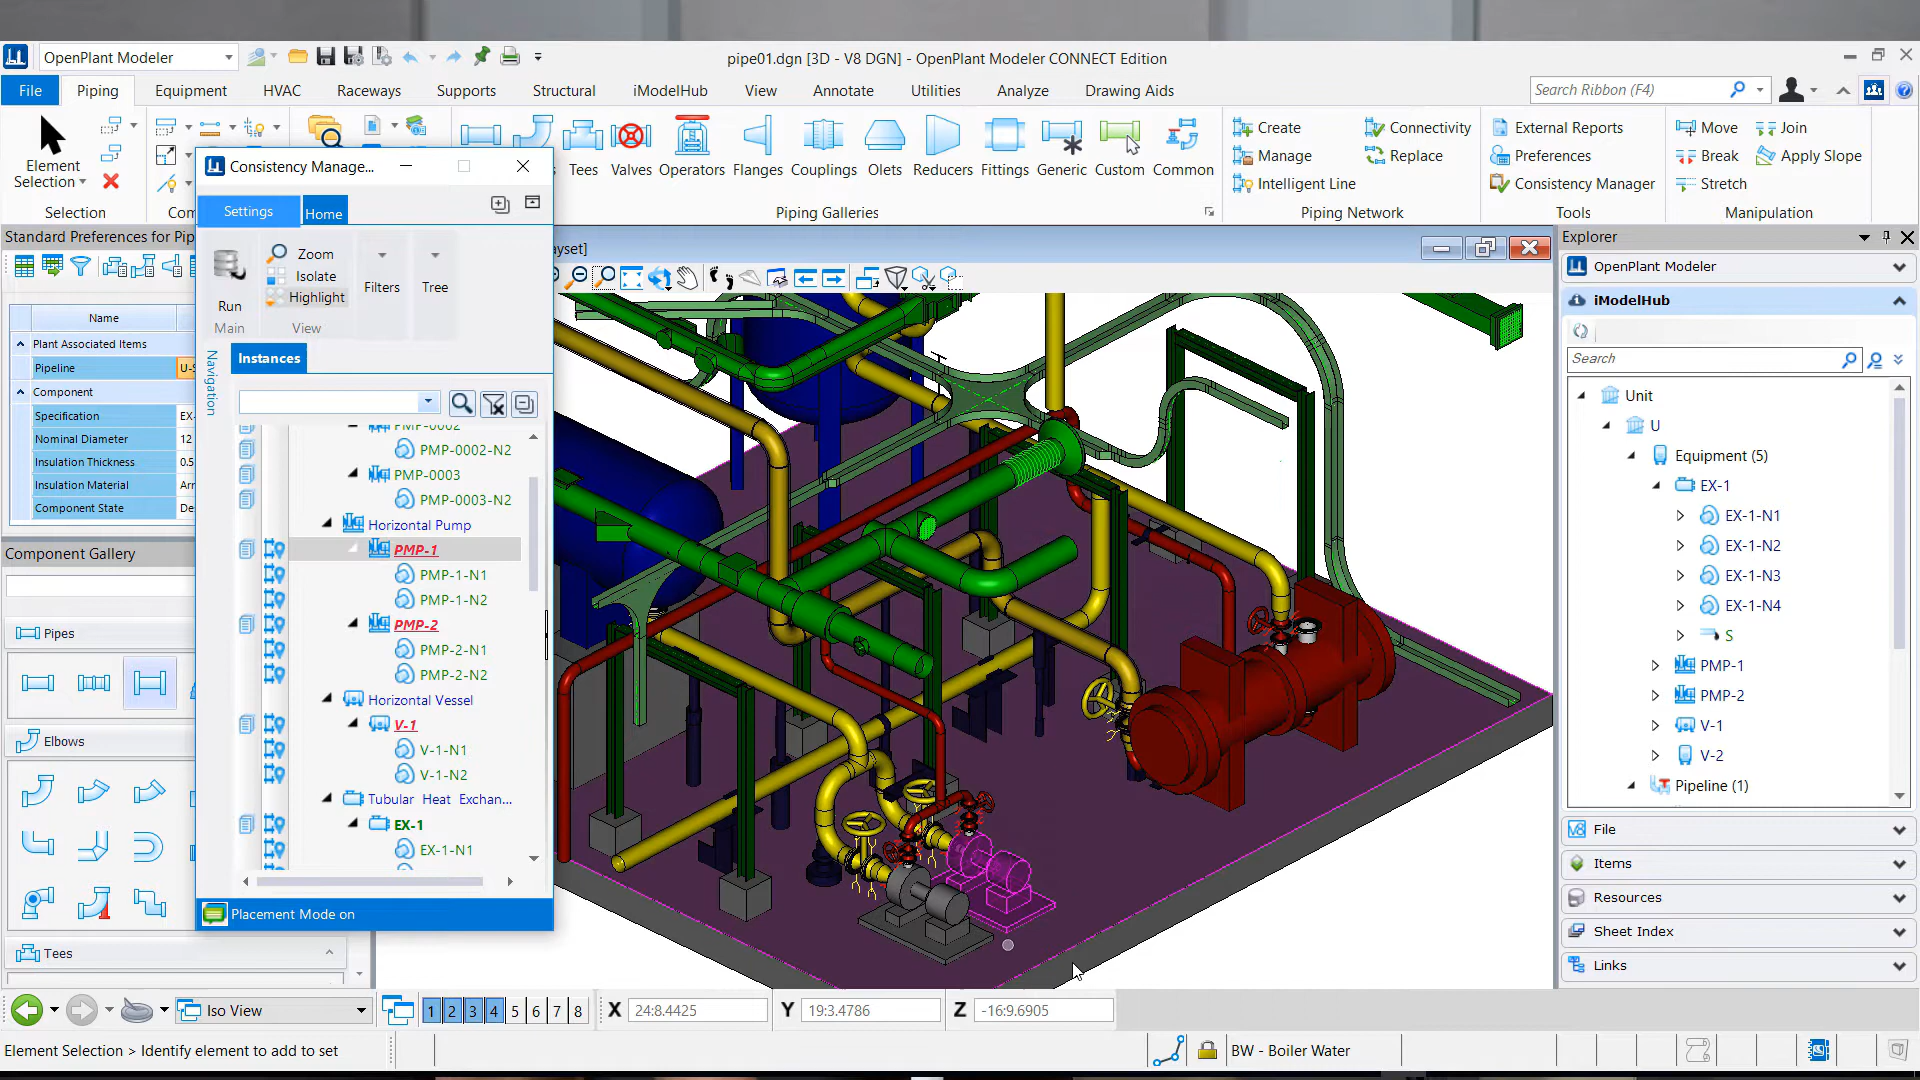 OpenPlant Modeler
pipe01.dgn [3D - V8 DGN] - OpenPlant Modeler CONNECT Edition
File
Piping
Equipment
HVAC
Raceways
Supports
Structural
iModelHub
View
Annotate
Utilities
Analyze
Drawing Aids
Search Ribbon (F4)
Element
Selection
Selection
Tees
Valves
Operators
Flanges
Couplings
Olets
Reducers
Fittings
Generic
Custom
Common
Piping Galleries
Create
Manage
Intelligent Line
Connectivity
Replace
Piping Network
External Reports
Preferences
Consistency Manager
Tools
Move
Break
Stretch
Join
Apply Slope
Manipulation
Consistency Manage...
Settings
Home
Run
Main
Zoom
Isolate
Highlight
View
Filters
Tree
Navigation
Instances
PMP-0002
PMP-0002-N2
PMP-0003
PMP-0003-N2
Horizontal Pump
PMP-1
PMP-1-N1
PMP-1-N2
PMP-2
PMP-2-N1
PMP-2-N2
Horizontal Vessel
V-1
V-1-N1
V-1-N2
Tubular Heat Exchan...
EX-1
EX-1-N1
Placement Mode on
Standard Preferences for Pip
Name
Plant Associated Items
Pipeline
U-S
Component
Specification
EX-
Nominal Diameter
12
Insulation Thickness
0.5
Insulation Material
Arr
Component State
De
Component Gallery
Pipes
Elbows
Tees
Explorer
OpenPlant Modeler
iModelHub
Search
Unit
U
Equipment (5)
EX-1
EX-1-N1
EX-1-N2
EX-1-N3
EX-1-N4
S
PMP-1
PMP-2
V-1
V-2
Pipeline (1)
File
Items
Resources
Sheet Index
Links
Iso View
1 2 3 4 5 6 7 8
X 24:8.4425
Y 19:3.4786
Z -16:9.6905
Element Selection > Identify element to add to set
BW - Boiler Water